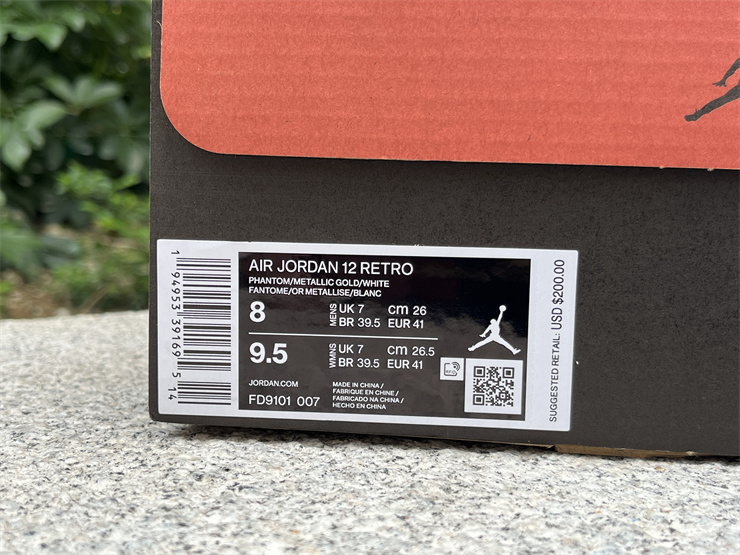 1 94953 39169 5 14
AIR JORDAN 12 RETRO
PHANTOM/METALLIC GOLD/WHITE
FANTOME/OR METALLISE/BLANC
8
MENS
UK 7 cm 26
BR 39.5 EUR 41
9.5
WMNS
UK 7 cm 26.5
BR 39.5 EUR 41
JORDAN.COM
FD9101 007
MADE IN CHINA /
FABRIQUE EN CHINE /
FABRICADO NA CHINA /
HECHO EN CHINA
RFID
SUGGESTED RETAIL: USD $200.00